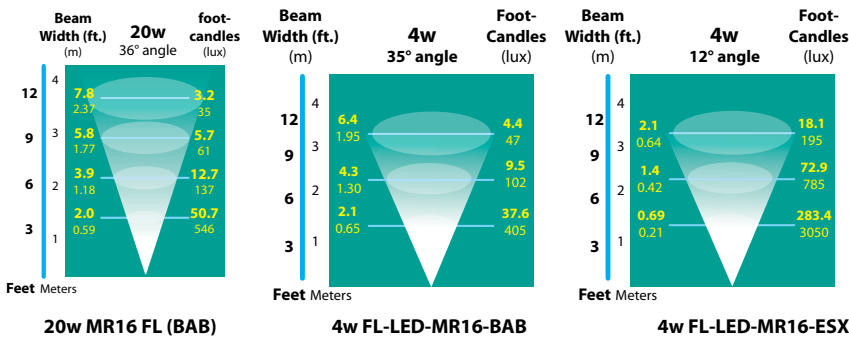 Beam
Width (ft.)
(m)
20w
36° angle
foot-
candles
(lux)
12
9
6
3
4
3
2
1
7.8
2.37
3.2
35
5.8
1.77
5.7
61
3.9
1.18
12.7
137
2.0
0.59
50.7
546
Feet Meters
20w MR16 FL (BAB)
Beam
Width (ft.)
(m)
4w
35° angle
Foot-
Candles
(lux)
12
9
6
3
4
3
2
1
6.4
1.95
4.4
47
4.3
1.30
9.5
102
2.1
0.65
37.6
405
Feet Meters
4w FL-LED-MR16-BAB
Beam
Width (ft.)
(m)
4w
12° angle
Foot-
Candles
(lux)
12
9
6
3
4
3
2
1
2.1
0.64
18.1
195
1.4
0.42
72.9
785
0.69
0.21
283.4
3050
Feet Meters
4w FL-LED-MR16-ESX